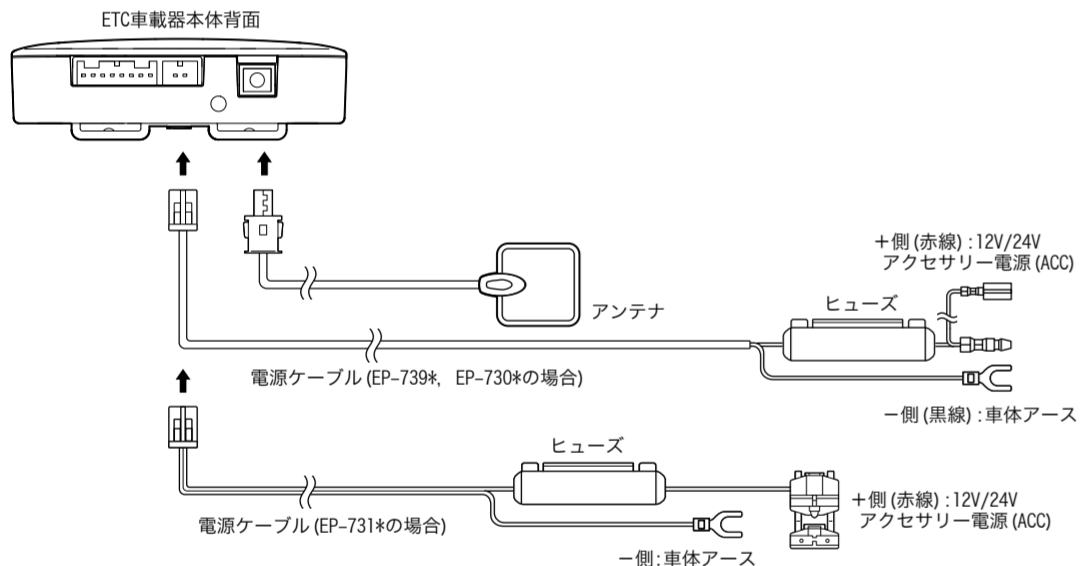 ETC車載器本体背面
+側(赤線):12V/24V
アクセサリー電源(ACC)
ヒューズ
アンテナ
電源ケーブル(EP-739*, EP-730*の場合)
-側(黒線):車体アース
ヒューズ
+側(赤線):12V/24V
アクセサリー電源(ACC)
電源ケーブル(EP-731*の場合)
-側:車体アース